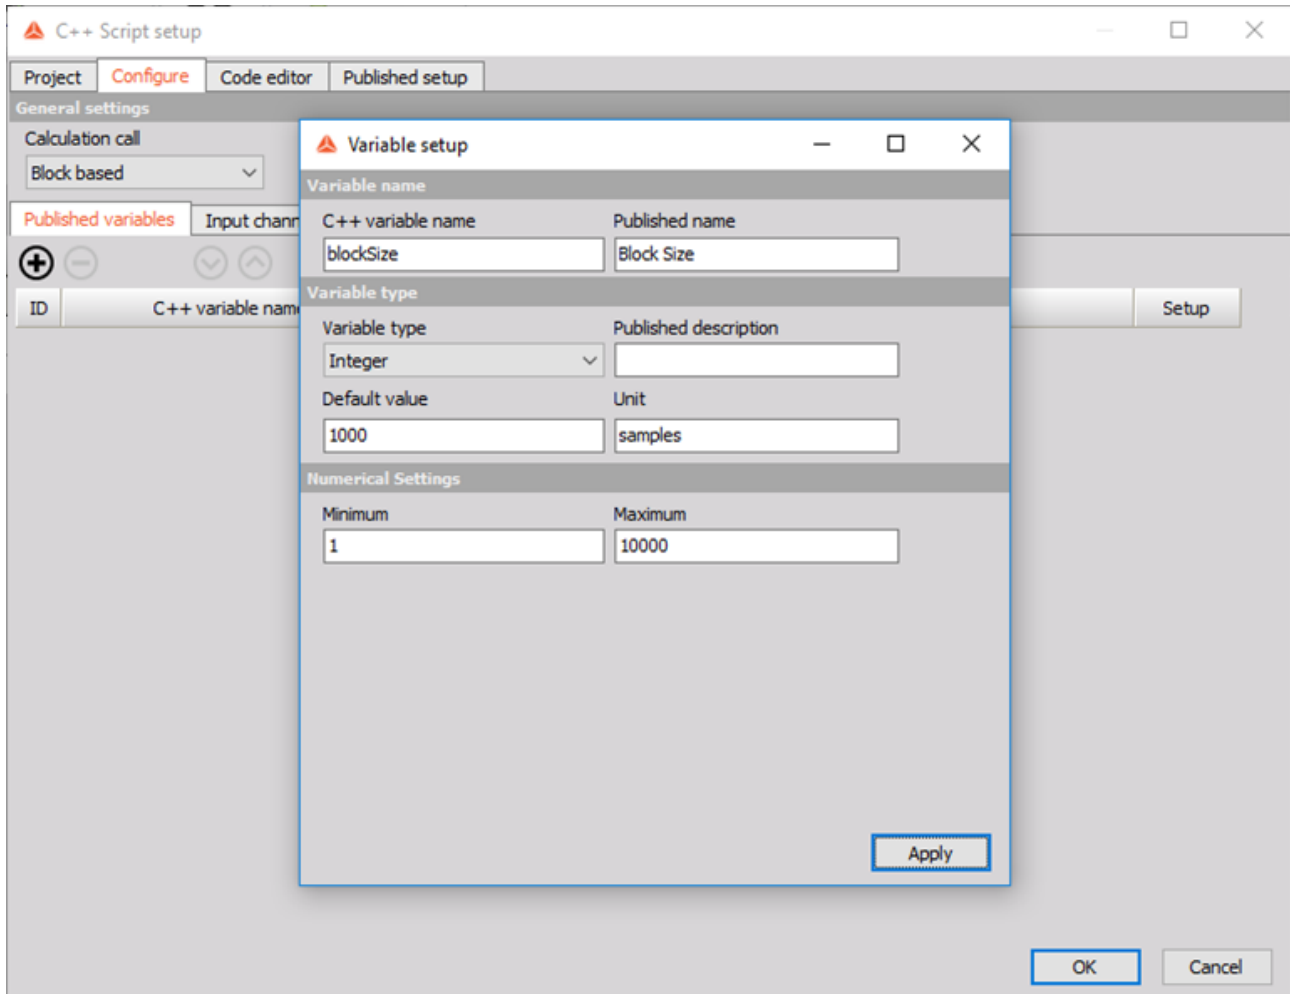 C++ Script setup
Project Configure Code editor Published setup
General settings
Calculation call
Block based
Published variables Input chann
ID C++ variable name Setup
Variable setup
Variable name
C++ variable name Published name
blockSize Block Size
Variable type
Variable type Published description
Integer
Default value Unit
1000 samples
Numerical Settings
Minimum Maximum
1 10000
Apply
OK Cancel